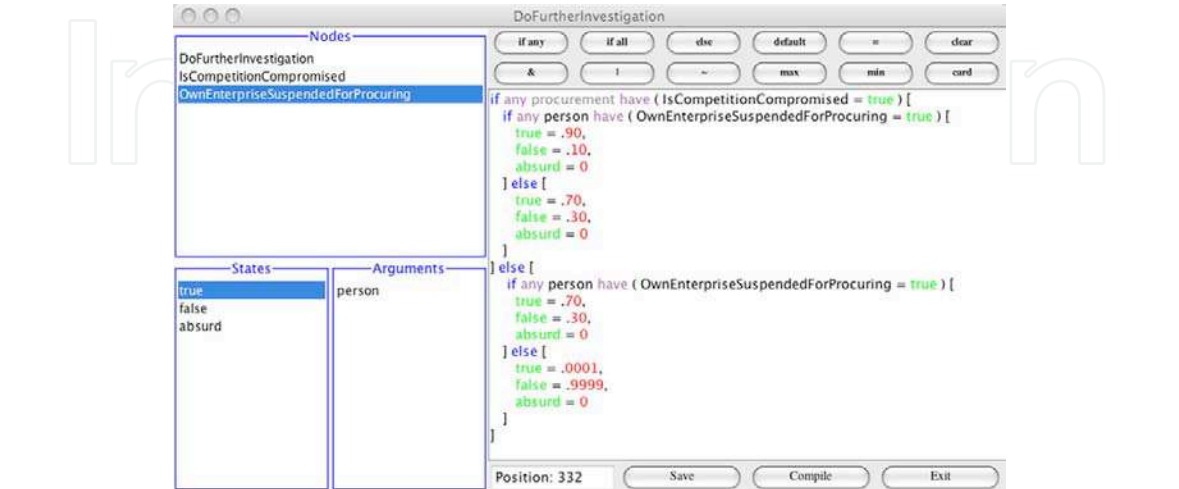 DoFurtherInvestigation
Nodes
DoFurtherInvestigation
IsCompetitionCompromised
OwnEnterpriseSuspendedForProcuring
States
true
false
absurd
Arguments
person
if any if all else default = clear
& | ~ max min card
if any procurement have ( IsCompetitionCompromised = true ) [
if any person have ( OwnEnterpriseSuspendedForProcuring = true ) [
true = .90,
false = .10,
absurd = 0
] else [
true = .70,
false = .30,
absurd = 0
]
] else [
if any person have ( OwnEnterpriseSuspendedForProcuring = true ) [
true = .70,
false = .30,
absurd = 0
] else [
true = .0001,
false = .9999,
absurd = 0
]
]
Position: 332 Save Compile Exit